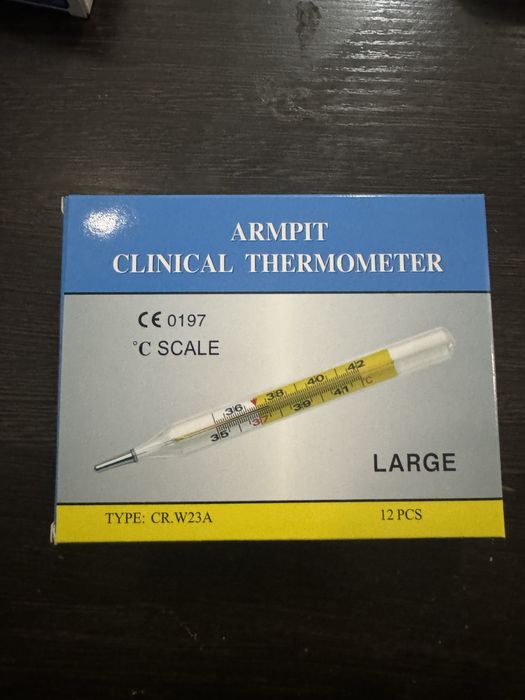 ARMPIT
CLINICAL THERMOMETER
CE 0197
°C SCALE
36 38 40 42
35 37 39 41 °C
LARGE
TYPE: CR.W23A
12 PCS